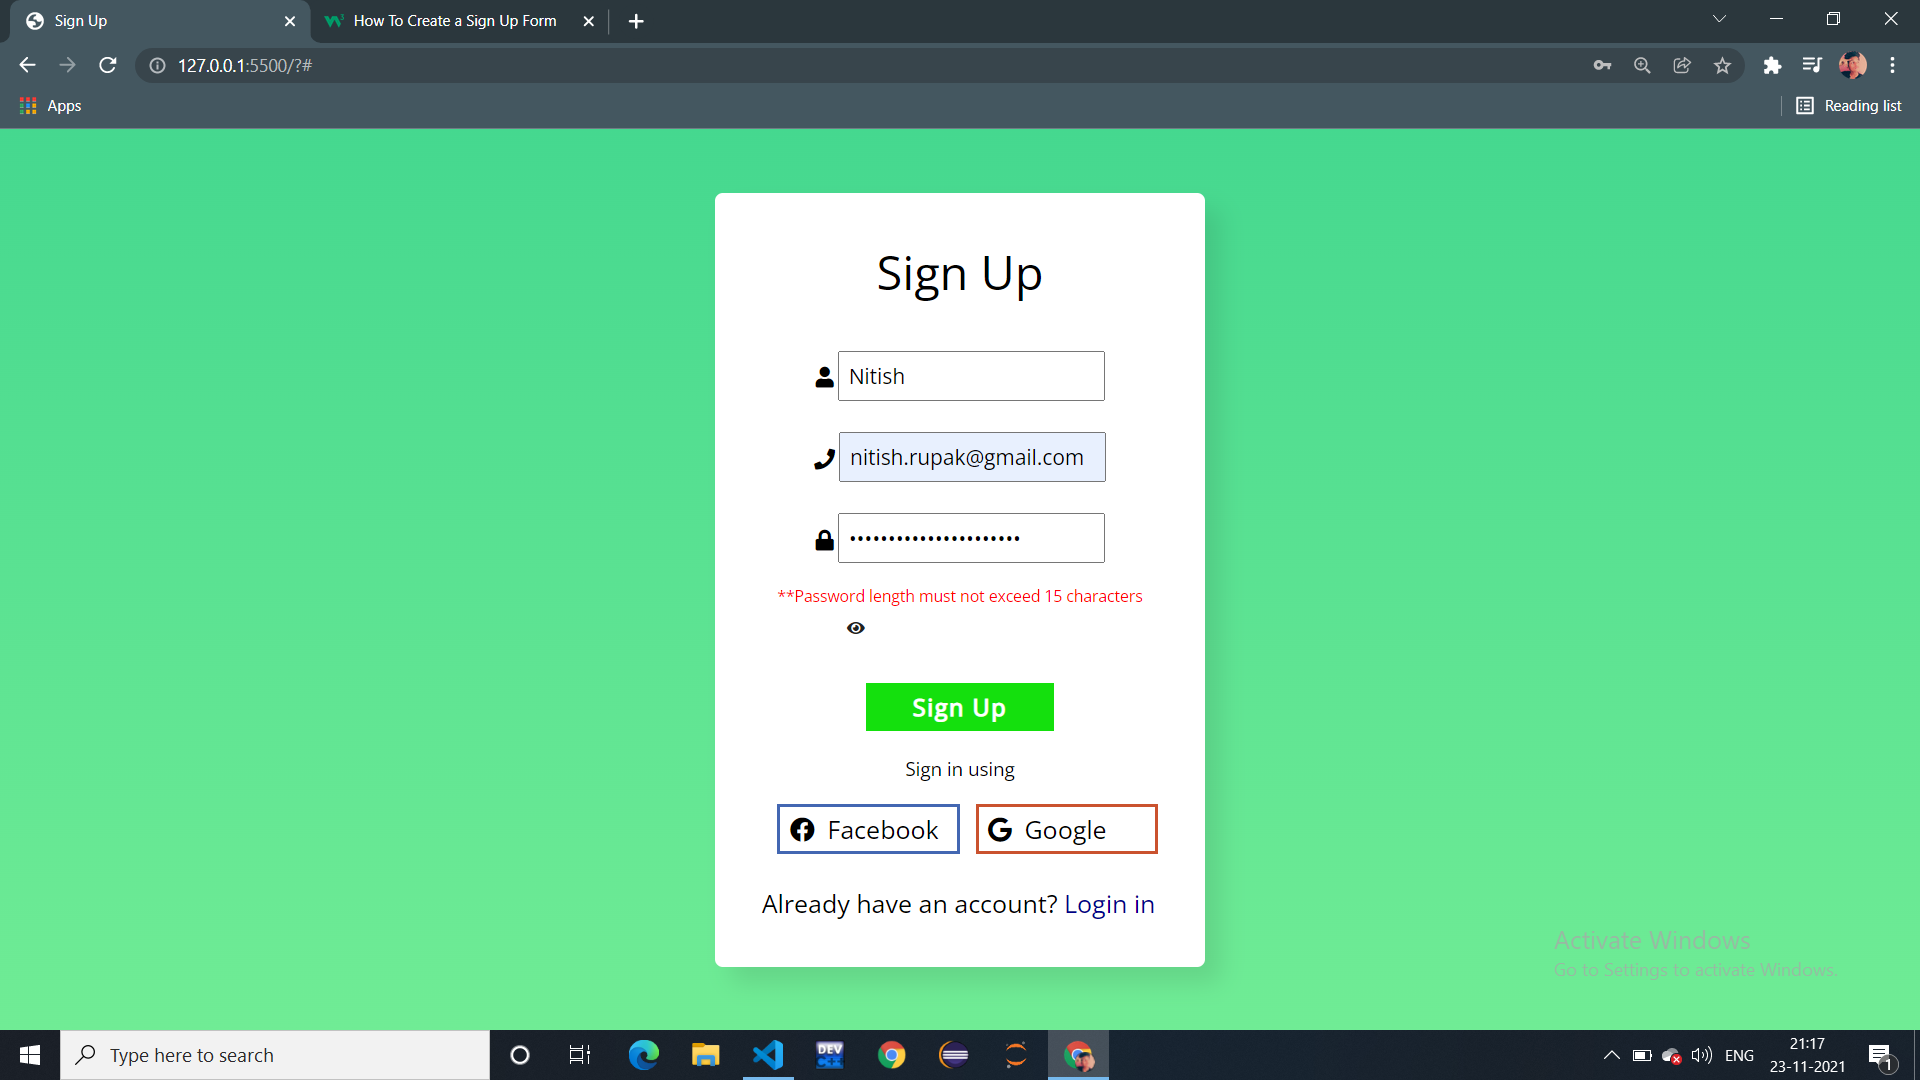 Sign Up
How To Create a Sign Up Form
127.0.0.1:5500/?#
Apps
Reading list
Sign Up
Nitish
nitish.rupak@gmail.com
••••••••••••••••••••••
**Password length must not exceed 15 characters
Sign Up
Sign in using
Facebook
Google
Already have an account? Login in
Activate Windows
Go to Settings to activate Windows.
Type here to search
DEV
ENG
21:17
23-11-2021
1